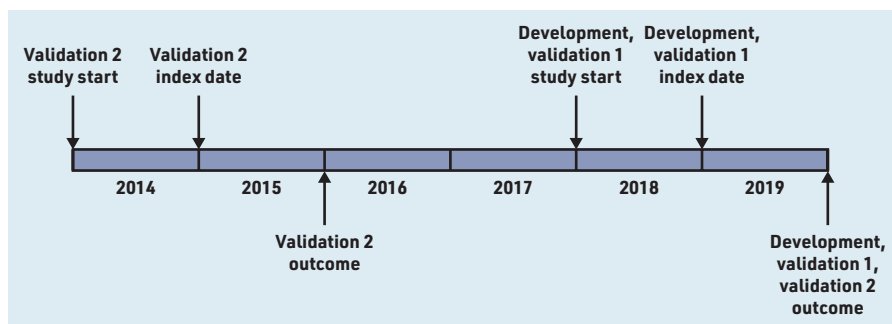 Validation 2
study start
Validation 2
index date
Development,
validation 1
study start
Development,
validation 1
index date
2014
2015
2016
2017
2018
2019
Validation 2
outcome
Development,
validation 1,
validation 2
outcome